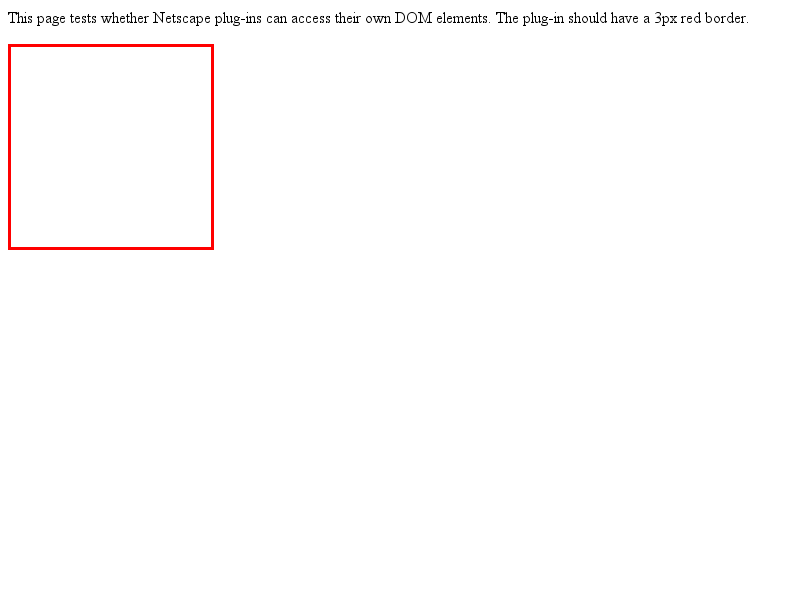 This page tests whether Netscape plug-ins can access their own DOM elements. The plug-in should have a 3px red border.